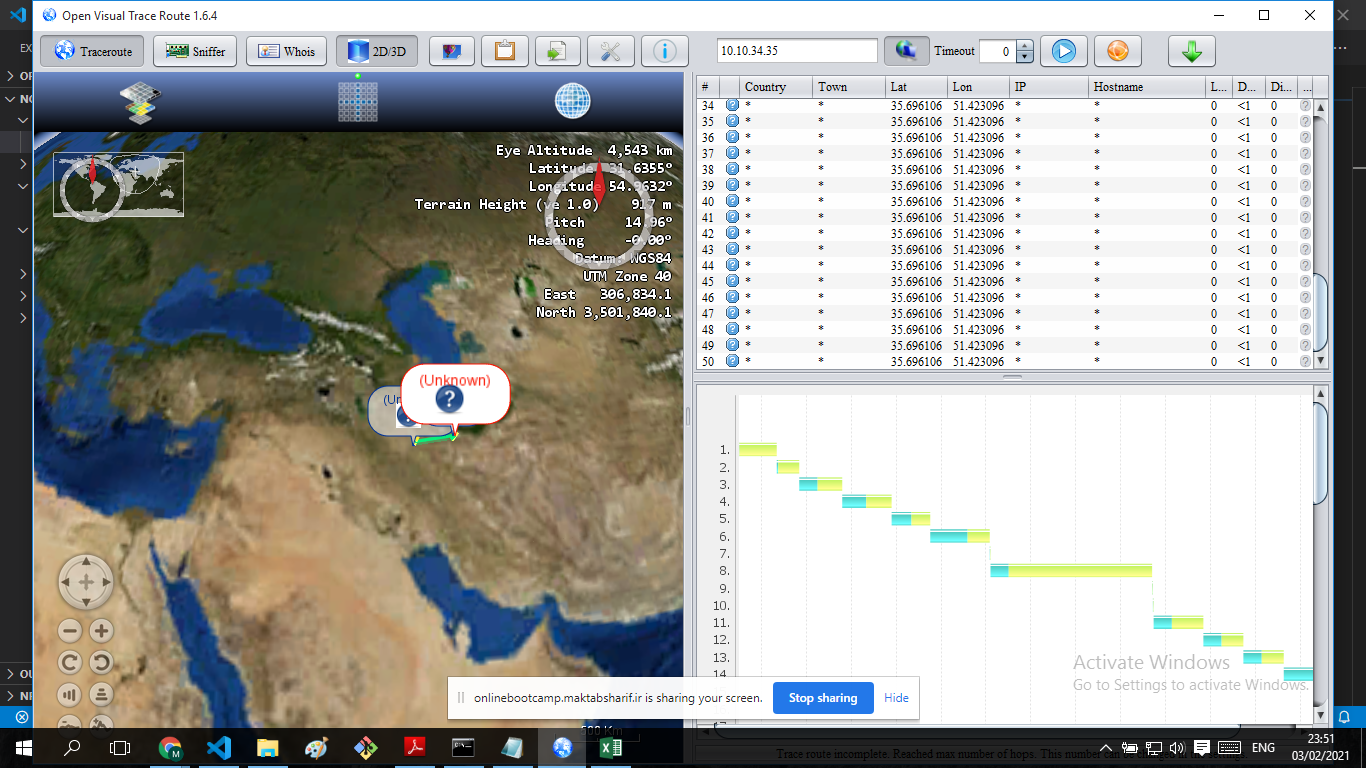 Open Visual Trace Route 1.6.4
Traceroute Sniffer Whois 2D/3D 10.10.34.35 Timeout 0
# Country Town Lat Lon IP Hostname L... D... Di... ...
34 * * 35.696106 51.423096 * * 0 <1 0
35 * * 35.696106 51.423096 * * 0 <1 0
36 * * 35.696106 51.423096 * * 0 <1 0
37 * * 35.696106 51.423096 * * 0 <1 0
38 * * 35.696106 51.423096 * * 0 <1 0
39 * * 35.696106 51.423096 * * 0 <1 0
40 * * 35.696106 51.423096 * * 0 <1 0
41 * * 35.696106 51.423096 * * 0 <1 0
42 * * 35.696106 51.423096 * * 0 <1 0
43 * * 35.696106 51.423096 * * 0 <1 0
44 * * 35.696106 51.423096 * * 0 <1 0
45 * * 35.696106 51.423096 * * 0 <1 0
46 * * 35.696106 51.423096 * * 0 <1 0
47 * * 35.696106 51.423096 * * 0 <1 0
48 * * 35.696106 51.423096 * * 0 <1 0
49 * * 35.696106 51.423096 * * 0 <1 0
50 * * 35.696106 51.423096 * * 0 <1 0
Eye Altitude 4,543 km
Latitude 31.6355°
Longitude 54.9632°
Terrain Height (ve 1.0) 917 m
Pitch 14.96°
Heading -0.00°
Datum: WGS84
UTM Zone 40
East 306,834.1
North 3,501,840.1
(Unknown)
1.
2.
3.
4.
5.
6.
7.
8.
9.
10.
11.
12.
13.
14.
Activate Windows
Go to Settings to activate Windows.
onlinebootcamp.maktabsharif.ir is sharing your screen. Stop sharing Hide
500 Km
Trace route incomplete. Reached max number of hops. This number can be changed in the settings.
ENG
23:51
03/02/2021